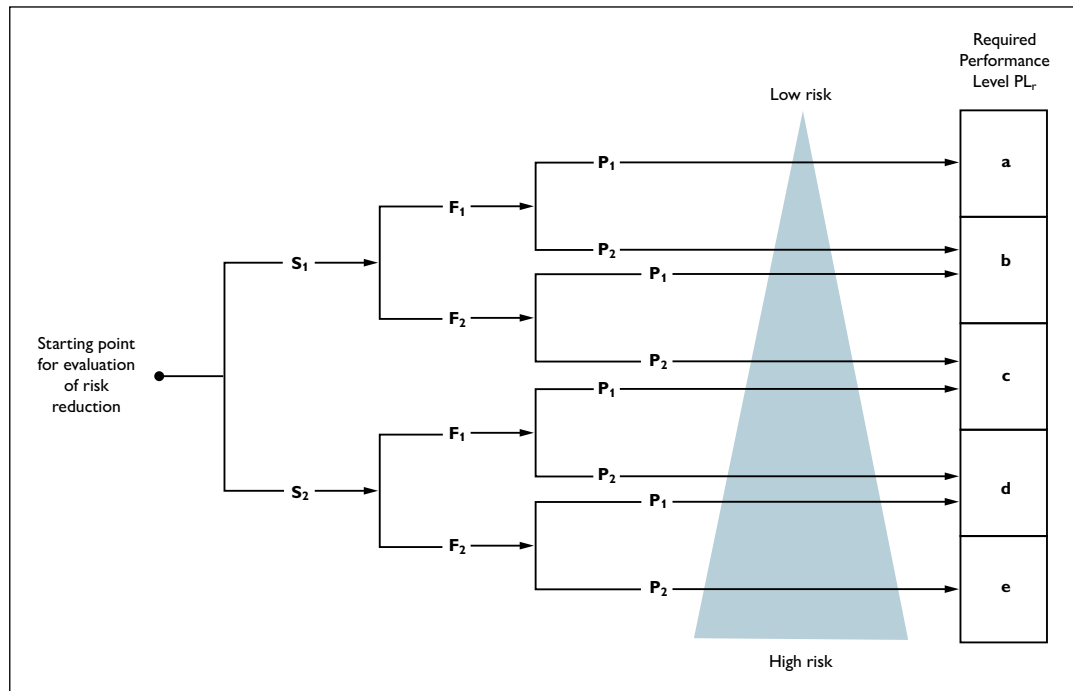 Required
Performance
Level PLr
Low risk
P1
a
F1
P2
b
S1
P1
F2
Starting point
for evaluation
of risk
reduction
P2
c
P1
F1
P2
d
S2
P1
F2
P2
e
High risk